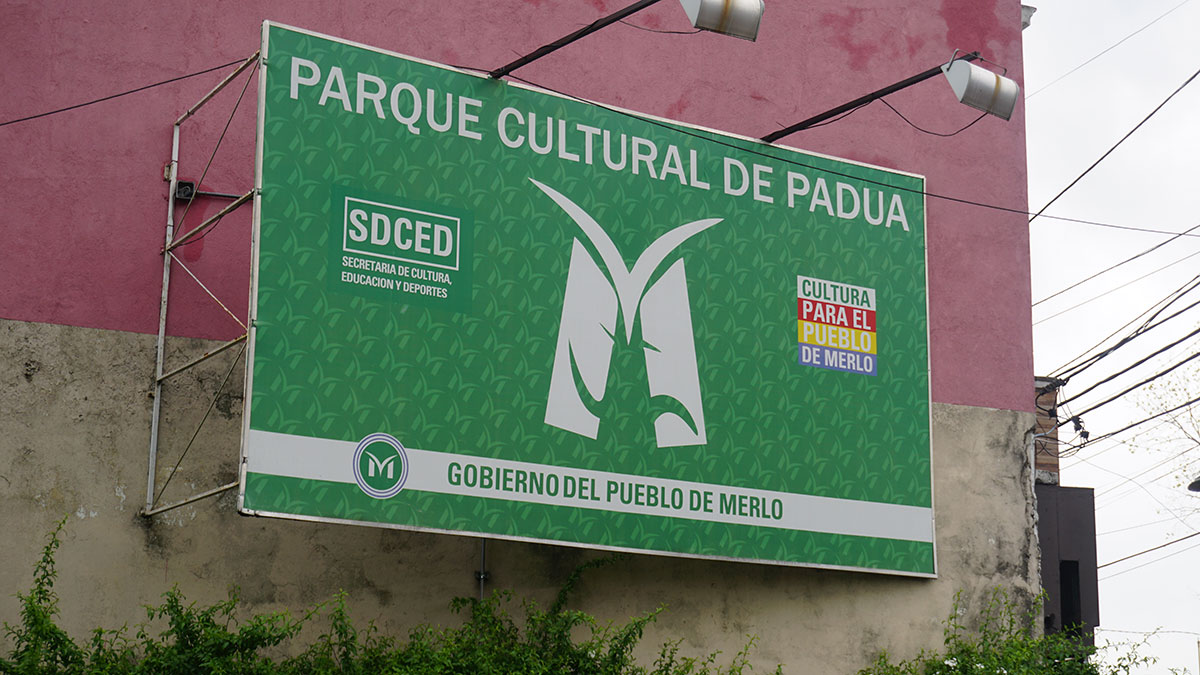 PARQUE CULTURAL DE PADUA
SDCED
SECRETARIA DE CULTURA,
EDUCACION Y DEPORTES
CULTURA
PARA EL
PUEBLO
DE MERLO
M
GOBIERNO DEL PUEBLO DE MERLO